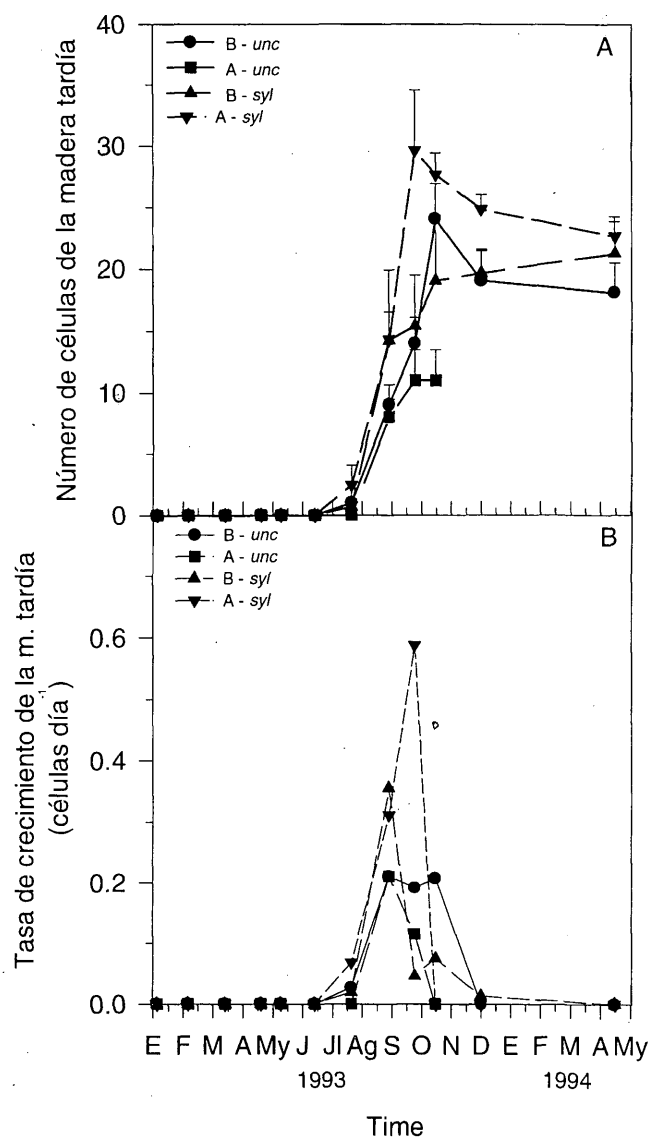 Número de células de la madera tardía
40
30
20
10
0
A
B - unc
A - unc
B - syl
A - syl
Tasa de crecimiento de la m. tardía
(células día⁻¹)
0.6
0.4
0.2
0.0
B
B - unc
A - unc
B - syl
A - syl
E F M A My J Jl Ag S O N D E F M A My
1993 1994
Time